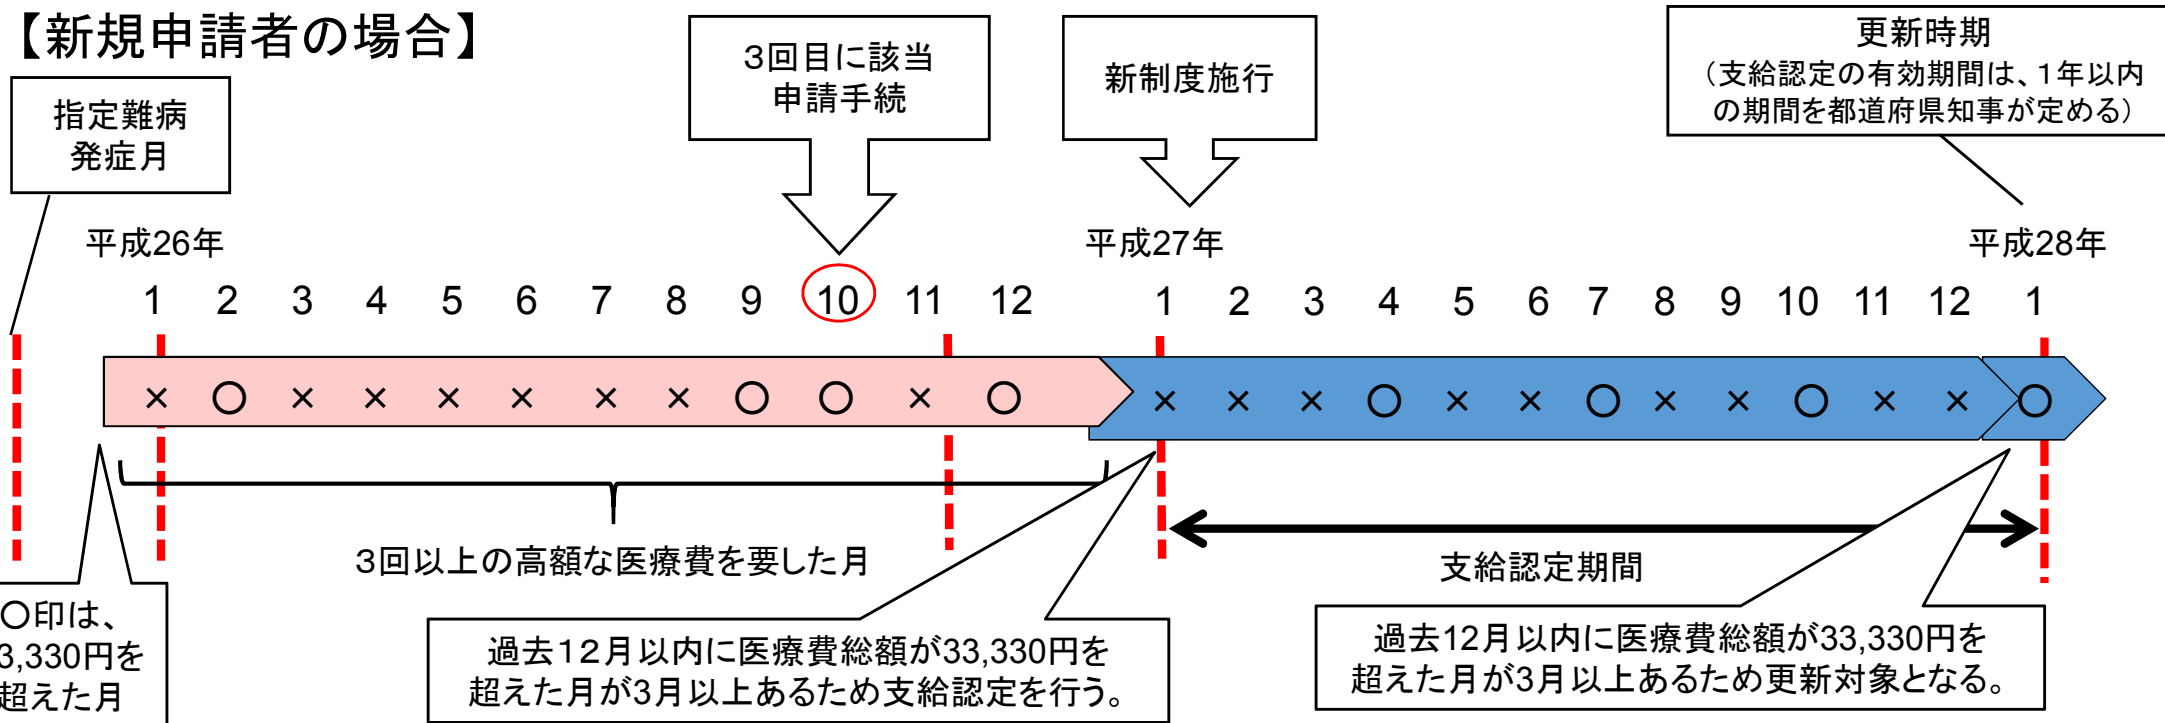 【新規申請者の場合】
指定難病
発症月
3回目に該当
申請手続
新制度施行
更新時期
（支給認定の有効期間は、1年以内
の期間を都道府県知事が定める）
平成26年
平成27年
平成28年
1 2 3 4 5 6 7 8 9 10 11 12 1 2 3 4 5 6 7 8 9 10 11 12 1
× ○ × × × × × × ○ ○ × ○ × × × ○ × × ○ × × ○ × × ○
3回以上の高額な医療費を要した月
支給認定期間
○印は、
3,330円を
超えた月
過去12月以内に医療費総額が33,330円を
超えた月が3月以上あるため支給認定を行う。
過去12月以内に医療費総額が33,330円を
超えた月が3月以上あるため更新対象となる。